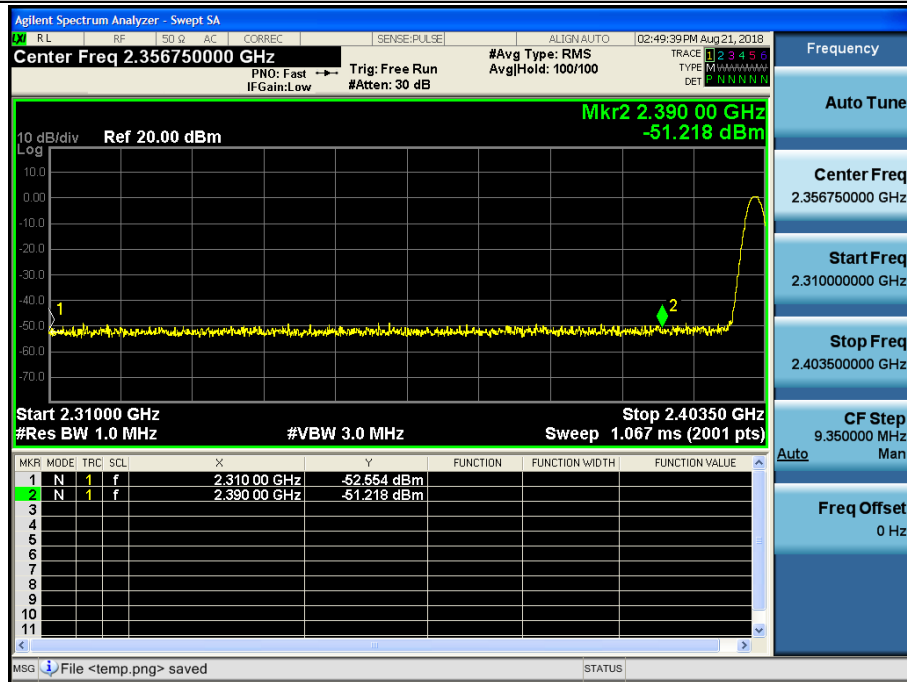 Agilent Spectrum Analyzer - Swept SA
LXI RL RF 50 Ω AC CORREC SENSE:PULSE ALIGN AUTO 02:49:39 PM Aug 21, 2018
Center Freq 2.356750000 GHz
PNO: Fast
IFGain:Low
Trig: Free Run
#Atten: 30 dB
#Avg Type: RMS
Avg|Hold: 100/100
TRACE 1 2 3 4 5 6
TYPE M WWWWW
DET P N N N N N
Mkr2 2.390 00 GHz
-51.218 dBm
10 dB/div Ref 20.00 dBm
Log
10.0
0.00
-10.0
-20.0
-30.0
-40.0
-50.0
-60.0
-70.0
1
2
Start 2.31000 GHz Stop 2.40350 GHz
#Res BW 1.0 MHz #VBW 3.0 MHz Sweep 1.067 ms (2001 pts)
MKR MODE TRC SCL X Y FUNCTION FUNCTION WIDTH FUNCTION VALUE
1 N 1 f 2.310 00 GHz -52.554 dBm
2 N 1 f 2.390 00 GHz -51.218 dBm
3
4
5
6
7
8
9
10
11
MSG File <temp.png> saved STATUS
Frequency
Auto Tune
Center Freq
2.356750000 GHz
Start Freq
2.310000000 GHz
Stop Freq
2.403500000 GHz
CF Step
9.350000 MHz
Auto Man
Freq Offset
0 Hz